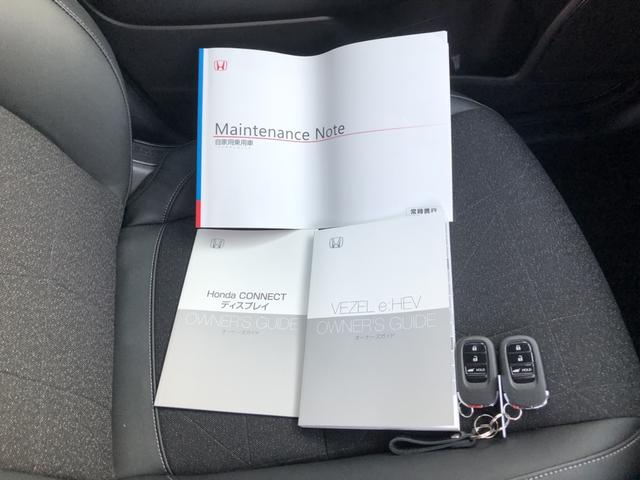 Maintenance Note
自家用乗用車
常時携行
Honda CONNECT
ディスプレイ
OWNER'S GUIDE
オーナーズガイド
VEZEL e:HEV
OWNER'S GUIDE
オーナーズガイド
HOLD
HOLD